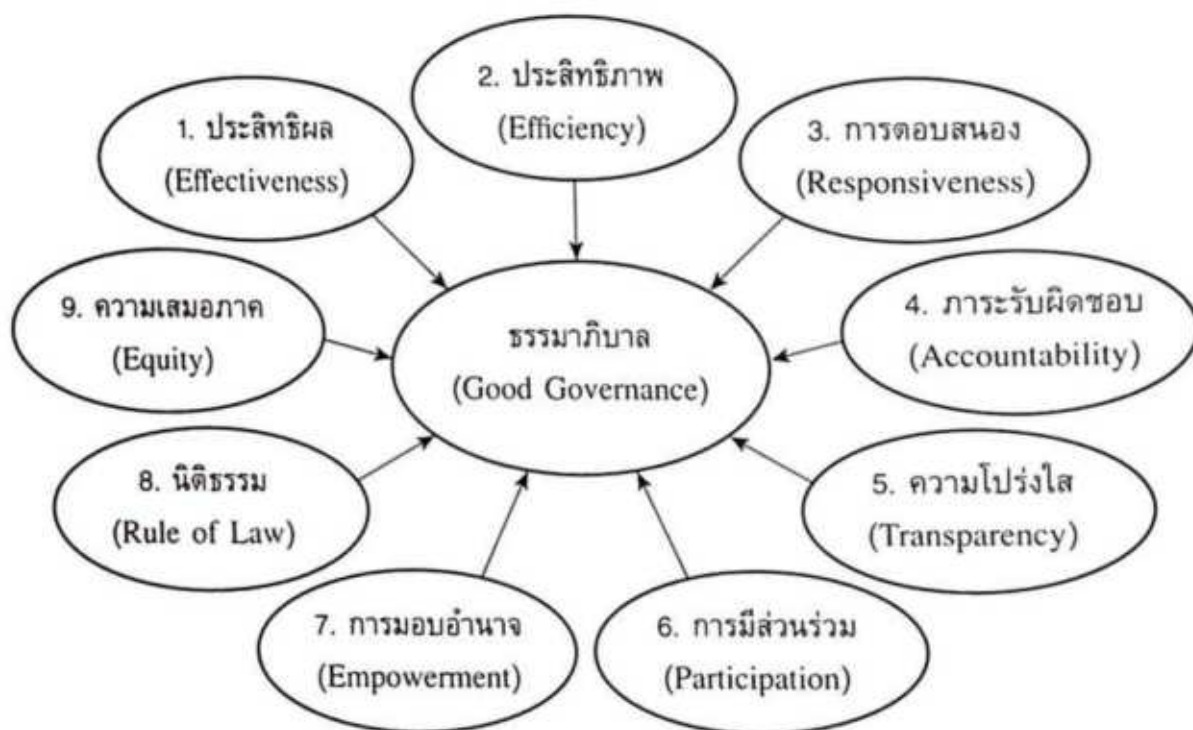 1. ประสิทธิผล
(Effectiveness)
2. ประสิทธิภาพ
(Efficiency)
3. การตอบสนอง
(Responsiveness)
4. ภาระรับผิดชอบ
(Accountability)
5. ความโปร่งใส
(Transparency)
6. การมีส่วนร่วม
(Participation)
7. การมอบอำนาจ
(Empowerment)
8. นิติธรรม
(Rule of Law)
9. ความเสมอภาค
(Equity)
ธรรมาภิบาล
(Good Governance)